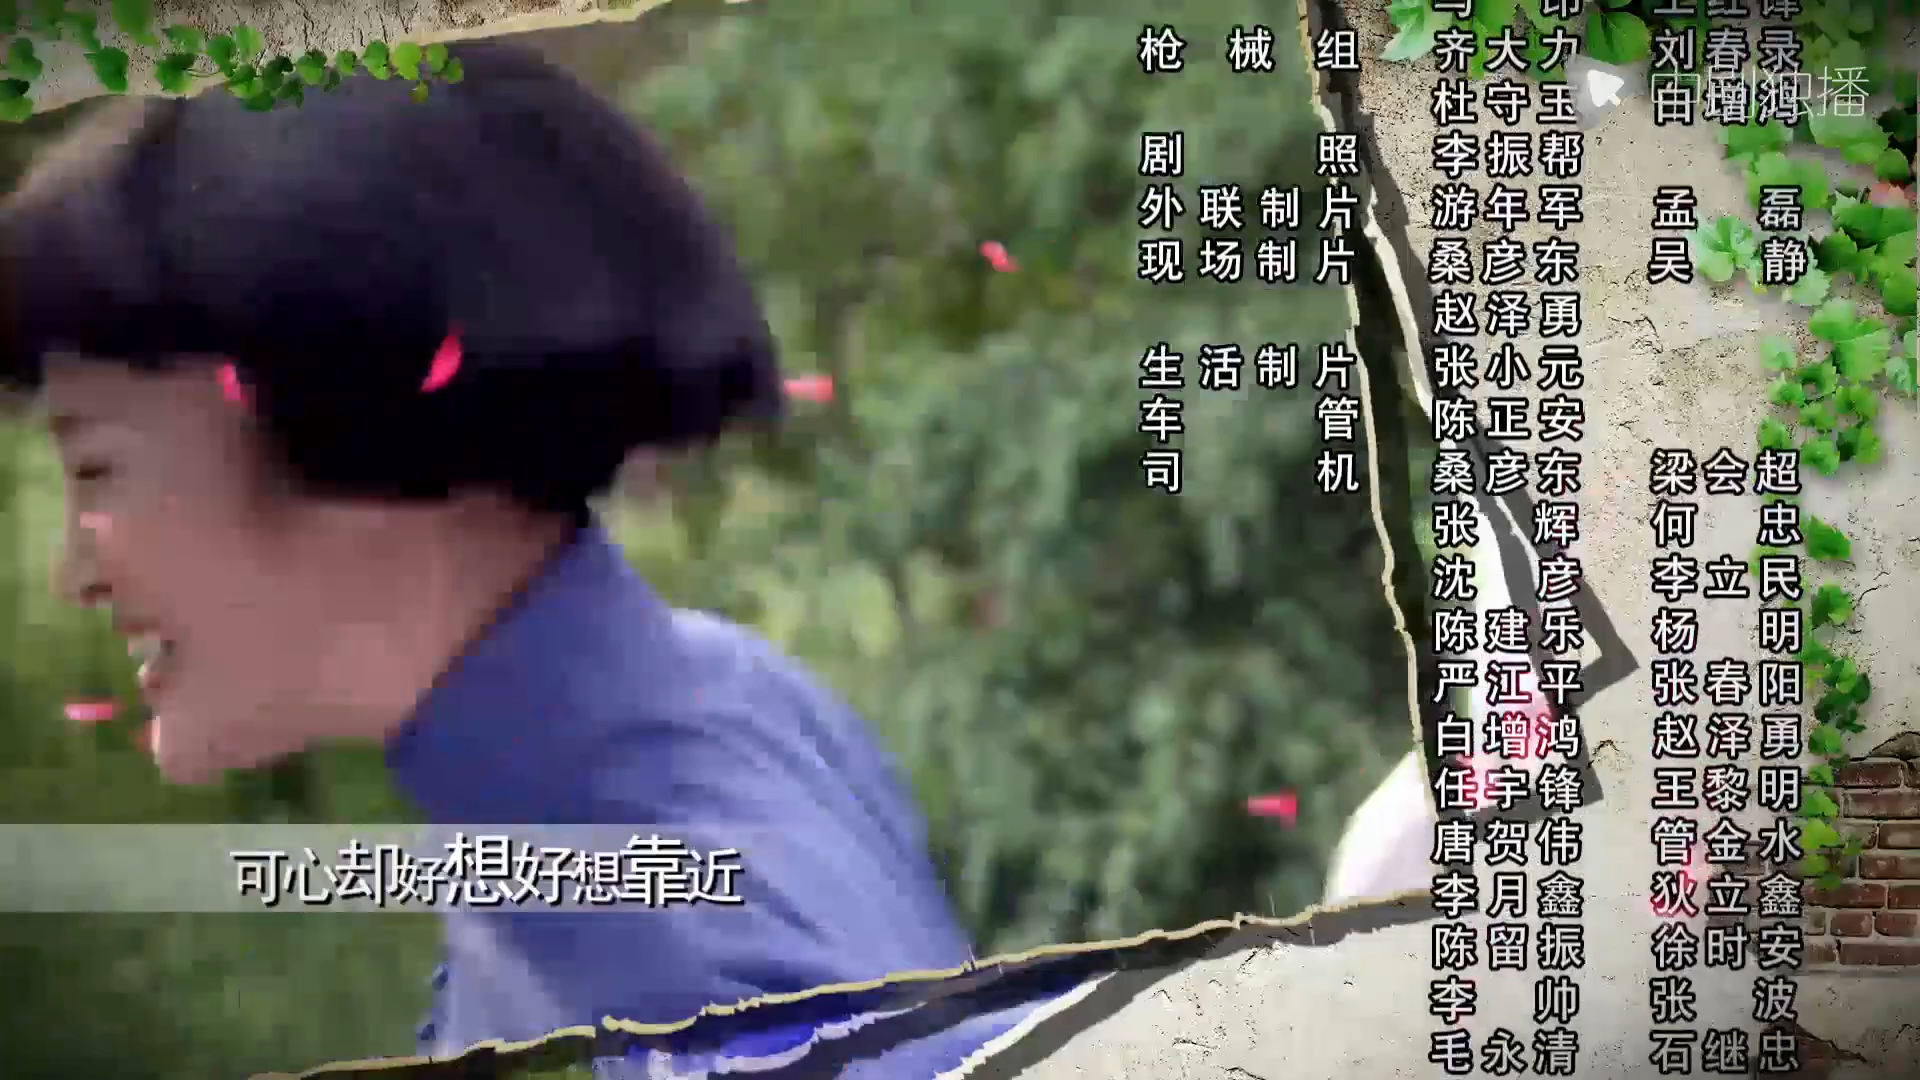 枪械组 齐大力 刘春录
杜守玉 白增鸿
剧照 李振帮
外联制片 游年军 孟磊
现场制片 桑彦东 吴静
赵泽勇
生活制片 张小元
车管 陈正安
司机 桑彦东 梁会超
张辉 何忠
沈彦 李立民
陈建乐 杨明
严江平 张春阳
白增鸿 赵泽勇
任宇锋 王黎明
唐贺伟 管金水
李月鑫 狄立鑫
陈留振 徐时安
李帅 张波
毛永清 石继忠
可心却好想好想靠近
独播